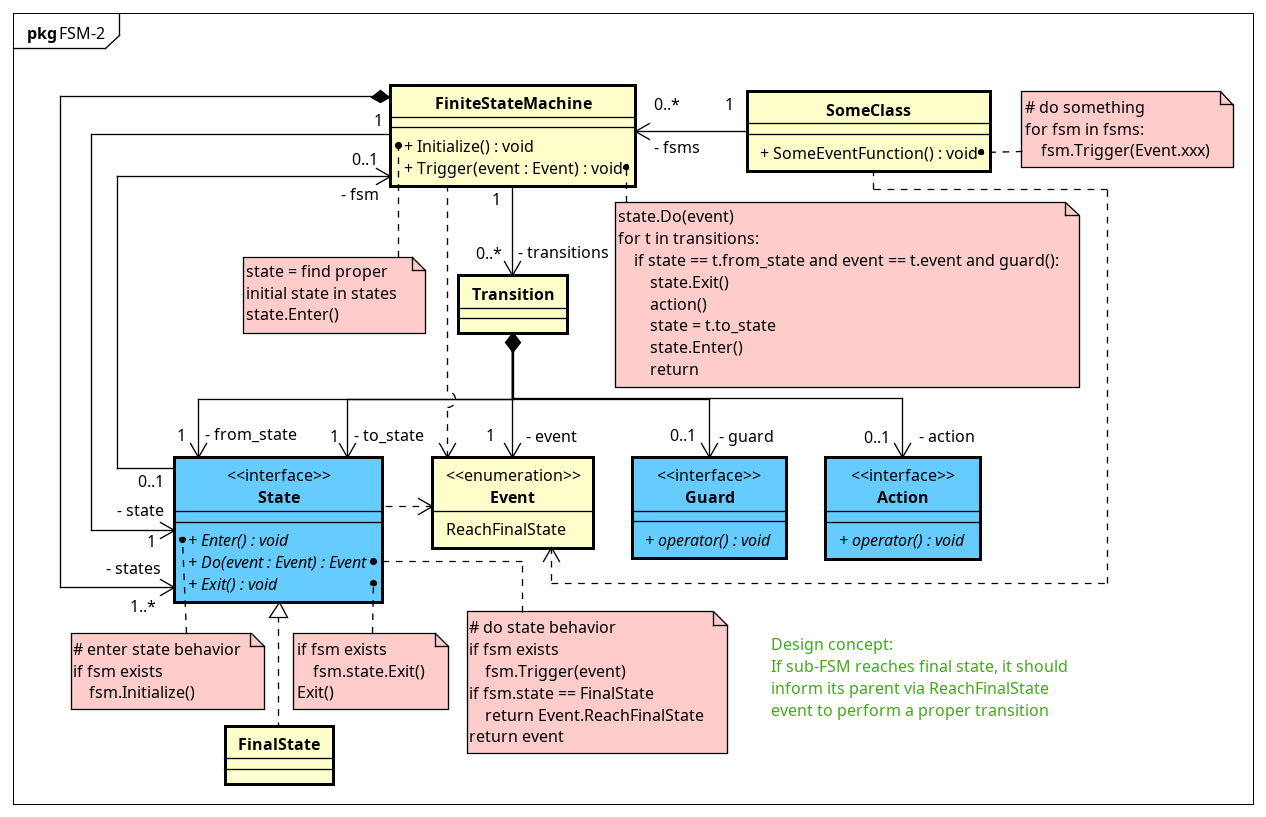 pkg FSM-2
FiniteStateMachine
+ Initialize() : void
+ Trigger(event : Event) : void
1
0..1
- fsm
0..*
1
- fsms
SomeClass
+ SomeEventFunction() : void
# do something
for fsm in fsms:
fsm.Trigger(Event.xxx)
1
0..*
- transitions
state = find proper
initial state in states
state.Enter()
Transition
state.Do(event)
for t in transitions:
if state == t.from_state and event == t.event and guard():
state.Exit()
action()
state = t.to_state
state.Enter()
return
1
- from_state
1
- to_state
1
- event
0..1
- guard
0..1
- action
0..1
- state
1
- states
1..*
<<interface>>
State
+ Enter() : void
+ Do(event : Event) : Event
+ Exit() : void
<<enumeration>>
Event
ReachFinalState
<<interface>>
Guard
+ operator() : void
<<interface>>
Action
+ operator() : void
# enter state behavior
if fsm exists
fsm.Initialize()
if fsm exists
fsm.state.Exit()
Exit()
# do state behavior
if fsm exists
fsm.Trigger(event)
if fsm.state == FinalState
return Event.ReachFinalState
return event
Design concept:
If sub-FSM reaches final state, it should
inform its parent via ReachFinalState
event to perform a proper transition
FinalState